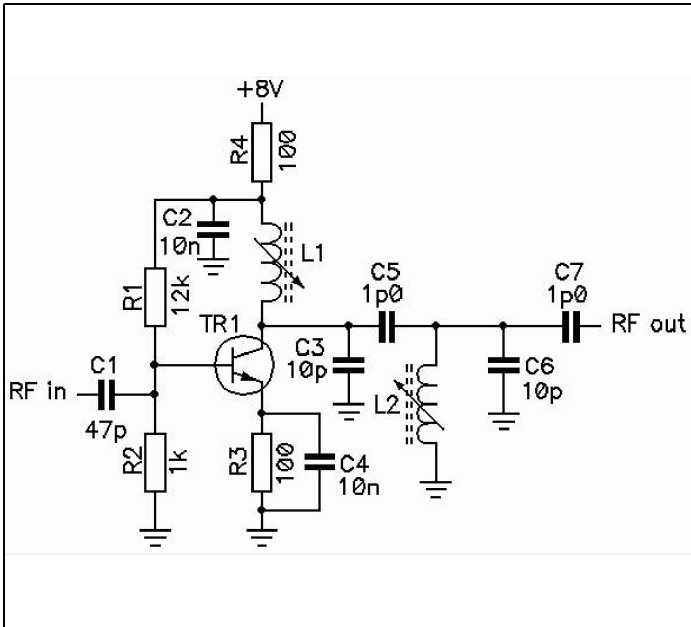 +8V
R4
100
C2
10n
L1
R1
12k
TR1
C5
1p0
C7
1p0
RF out
C3
10p
C1
RF in
47p
L2
C6
10p
R2
1k
R3
100
C4
10n